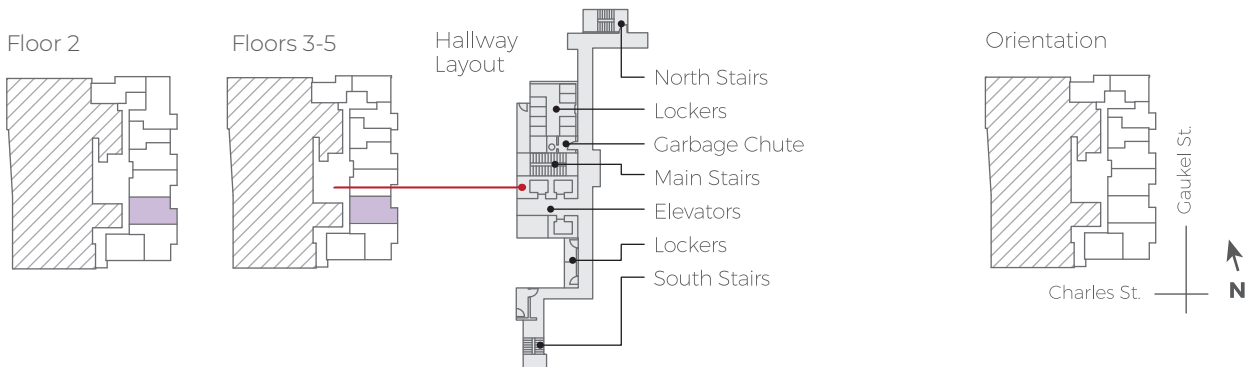 Floor 2
Floors 3-5
Hallway
Layout
North Stairs
Lockers
Garbage Chute
Main Stairs
Elevators
Lockers
South Stairs
Orientation
Gaukel St.
Charles St.
N